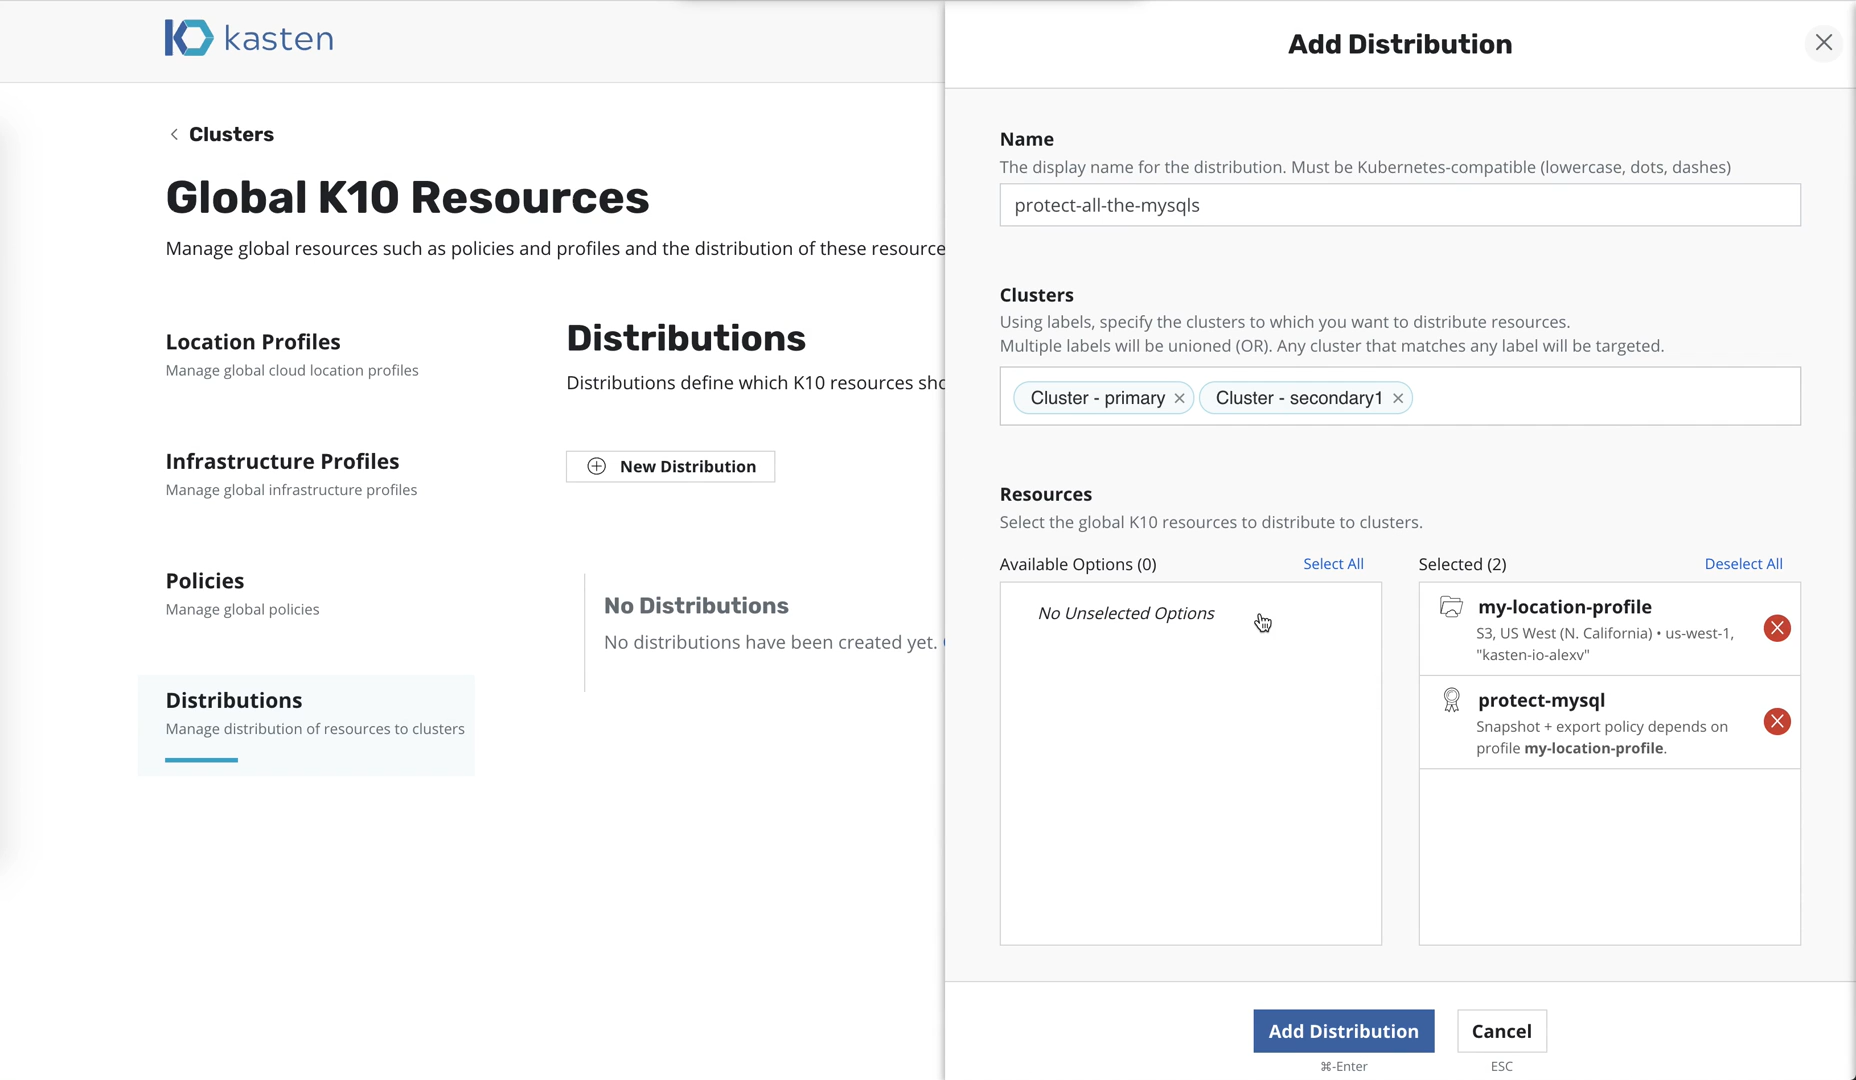 kasten
Clusters
Global K10 Resources
Manage global resources such as policies and profiles and the distribution of these resource
Location Profiles
Manage global cloud location profiles
Infrastructure Profiles
Manage global infrastructure profiles
Policies
Manage global policies
Distributions
Manage distribution of resources to clusters
Distributions
Distributions define which K10 resources sho
New Distribution
No Distributions
No distributions have been created yet.
Add Distribution
Name
The display name for the distribution. Must be Kubernetes-compatible (lowercase, dots, dashes)
protect-all-the-mysqls
Clusters
Using labels, specify the clusters to which you want to distribute resources.
Multiple labels will be unioned (OR). Any cluster that matches any label will be targeted.
Cluster - primary × Cluster - secondary1 ×
Resources
Select the global K10 resources to distribute to clusters.
Available Options (0) Select All
No Unselected Options
Selected (2) Deselect All
my-location-profile
S3, US West (N. California) • us-west-1,
"kasten-io-alexv"
protect-mysql
Snapshot + export policy depends on
profile my-location-profile.
Add Distribution Cancel
⌘-Enter ESC